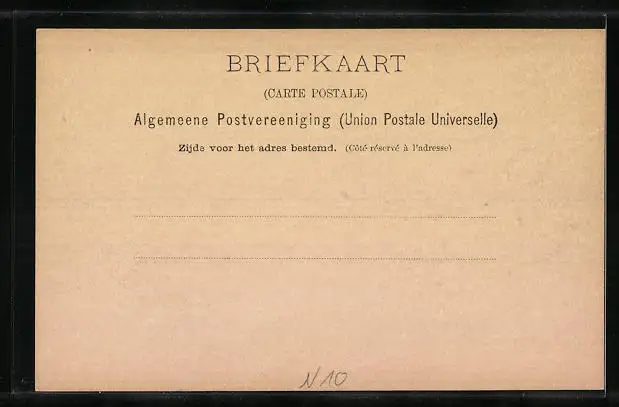 BRIEFKAART
(CARTE POSTALE)
Algemeene Postvereeniging (Union Postale Universelle)
Zijde voor het adres bestemd. (Côté réservé à l'adresse)
N 10